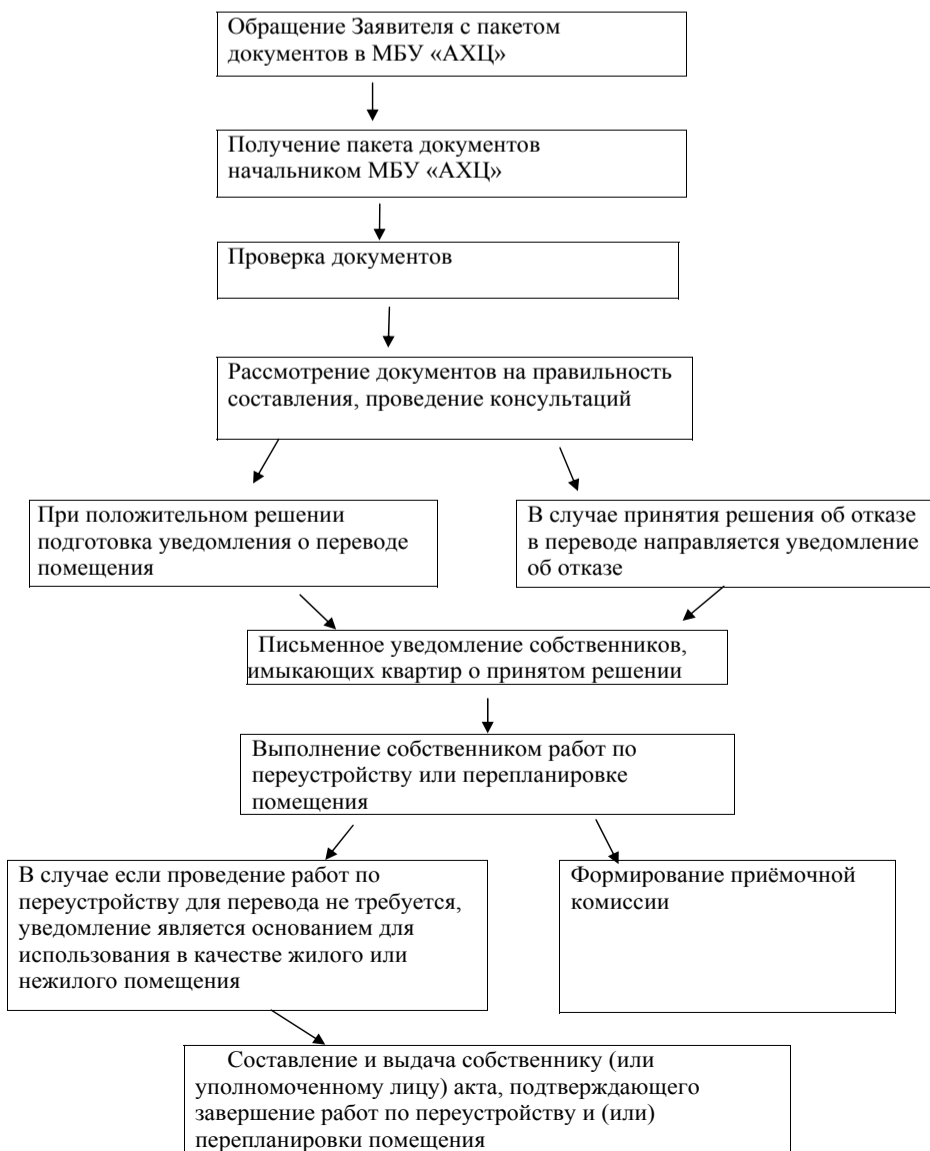 Обращение Заявителя с пакетом
документов в МБУ «АХЦ»
Получение пакета документов
начальником МБУ «АХЦ»
Проверка документов
Рассмотрение документов на правильность
составления, проведение консультаций
При положительном решении
подготовка уведомления о переводе
помещения
В случае принятия решения об отказе
в переводе направляется уведомление
об отказе
Письменное уведомление собственников,
имыкающих квартир о принятом решении
Выполнение собственником работ по
переустройству или перепланировке
помещения
В случае если проведение работ по
переустройству для перевода не требуется,
уведомление является основанием для
использования в качестве жилого или
нежилого помещения
Формирование приёмочной
комиссии
Составление и выдача собственнику (или
уполномоченному лицу) акта, подтверждающего
завершение работ по переустройству и (или)
перепланировки помещения